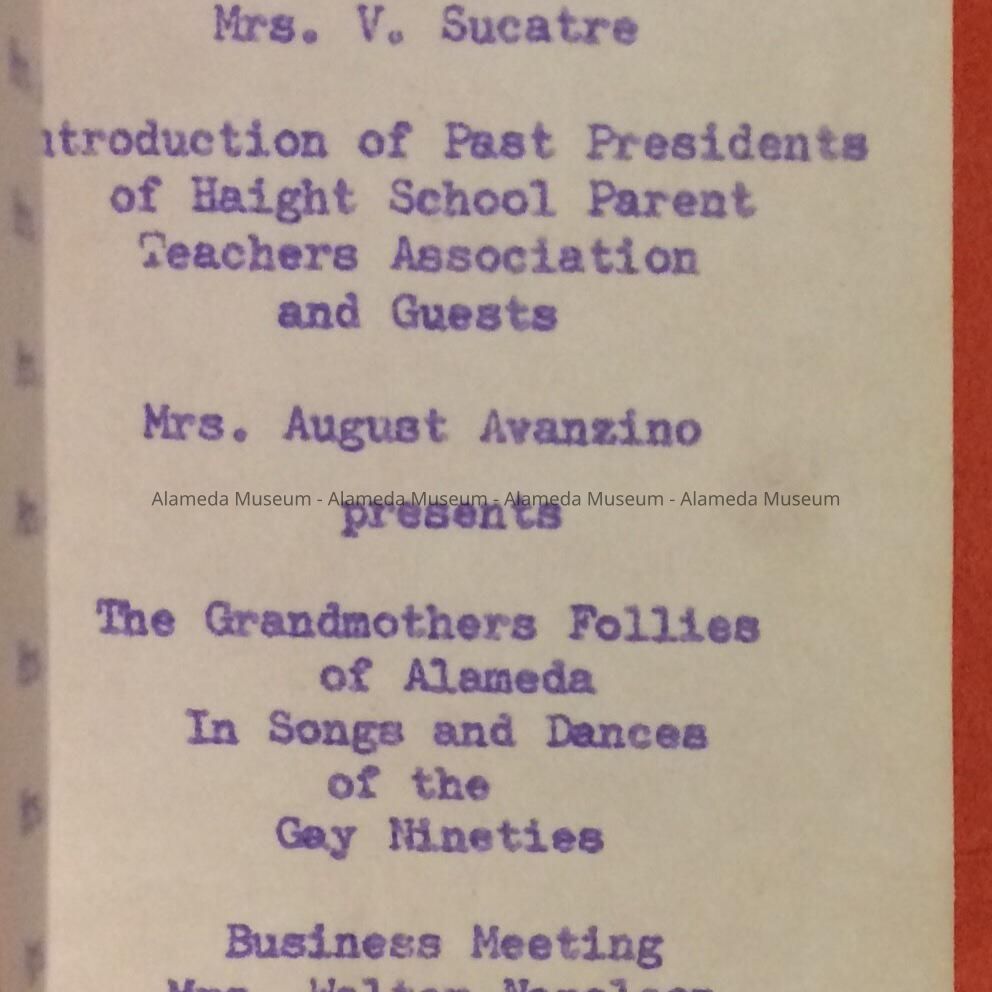 Mrs. V. Sucatre
ntroduction of Past Presidents
of Haight School Parent
Teachers Association
and Guests
Mrs. August Avanzino
Alameda Museum - Alameda Museum - Alameda Museum - Alameda Museum
presents
The Grandmothers Follies
of Alameda
In Songs and Dances
of the
Gay Nineties
Business Meeting
Mrs. Walter